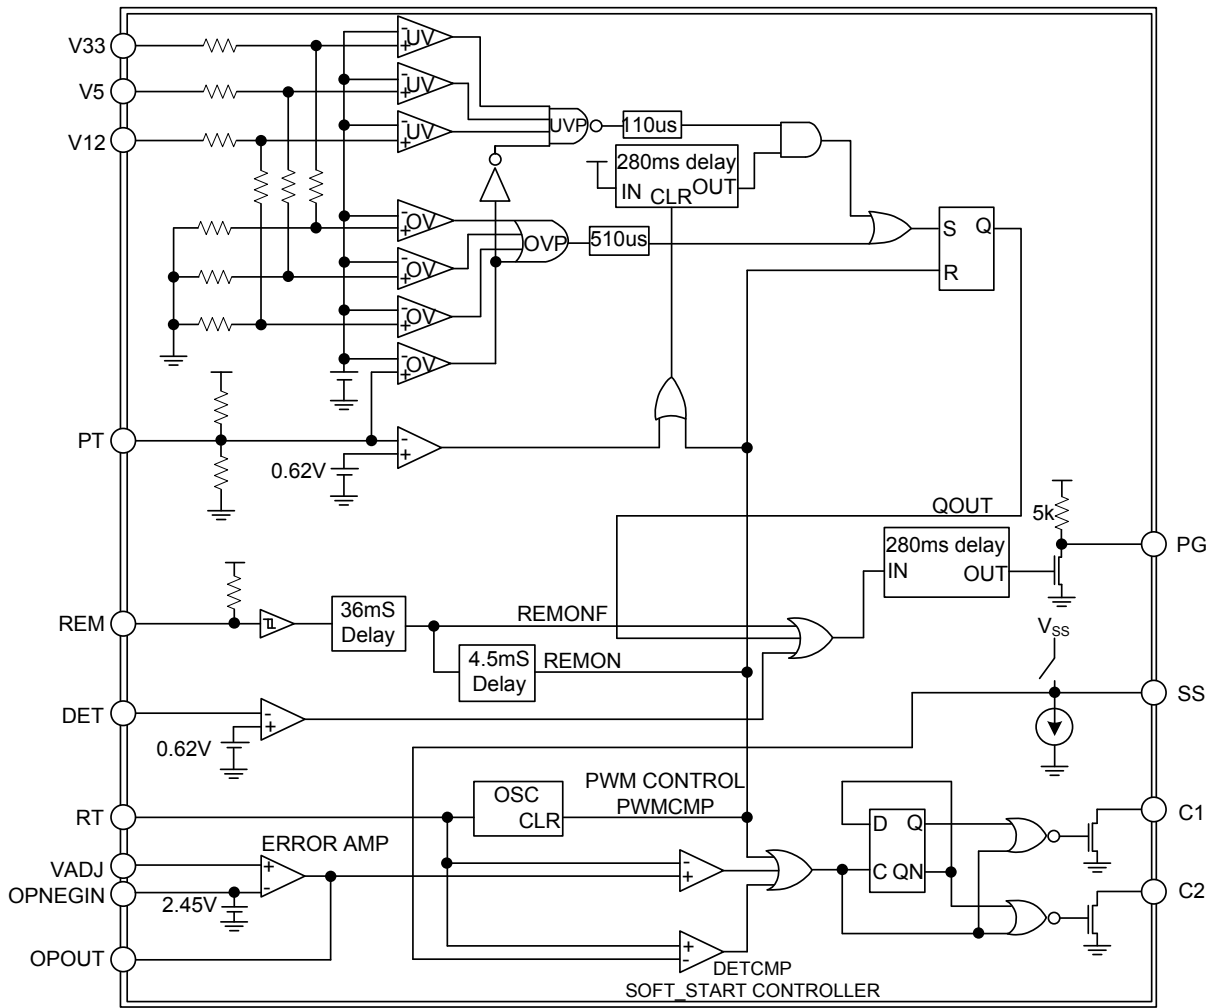 V33
UV
V5
UV
V12
UV
UVP
110us
280ms delay
IN
CLR
OUT
OV
OVP
510us
S
Q
R
OV
OV
OV
PT
0.62V
QOUT
5k
280ms delay
IN
OUT
PG
REM
36mS
Delay
REMONF
4.5mS
Delay
REMON
VSS
SS
DET
0.62V
PWM CONTROL
PWMCMP
RT
OSC
CLR
D
Q
C
QN
C1
ERROR AMP
VADJ
OPNEGIN
2.45V
C2
OPOUT
DETCMP
SOFT_START CONTROLLER